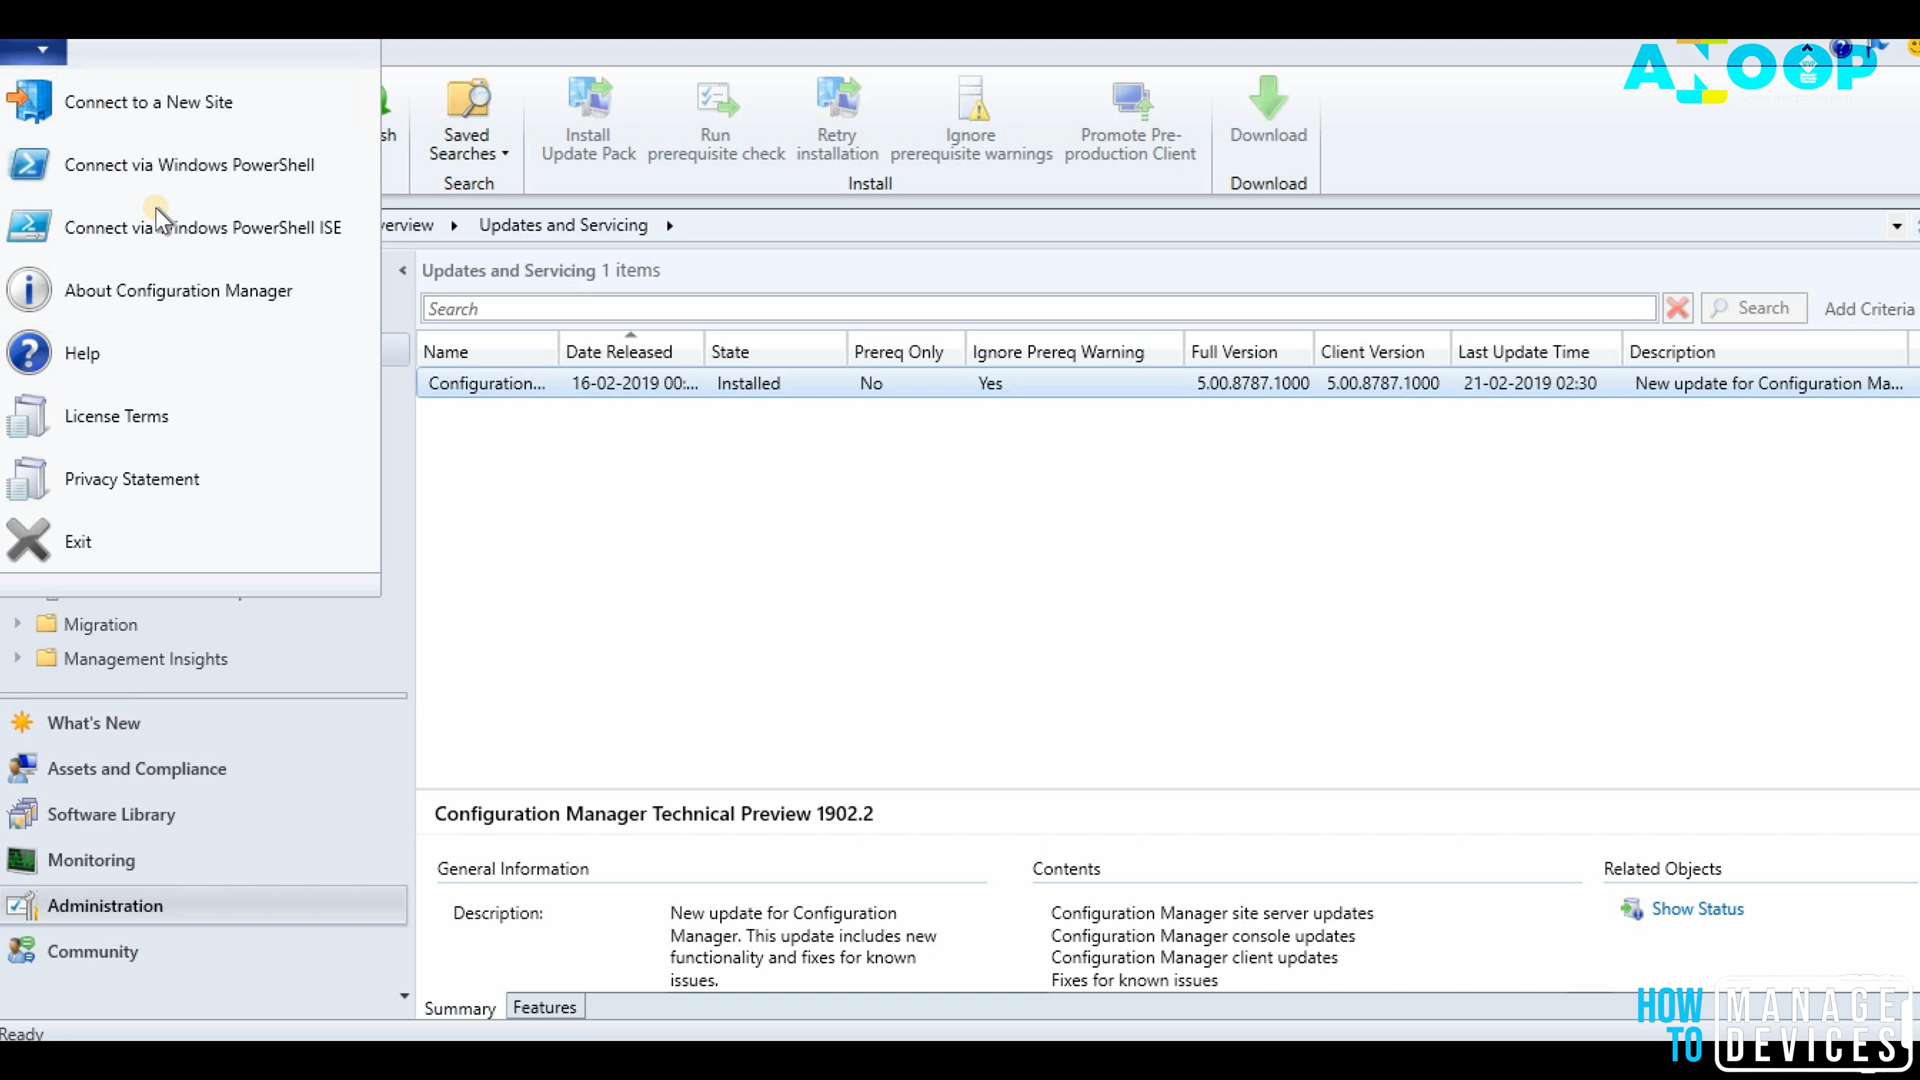 ANOOP
Connect to a New Site
Connect via Windows PowerShell
Connect via Windows PowerShell ISE
About Configuration Manager
Help
License Terms
Privacy Statement
Exit
sh
Saved
Searches
Search
Install
Update Pack
Run
prerequisite check
Retry
installation
Ignore
prerequisite warnings
Promote Pre-
production Client
Install
Download
Download
verview
Updates and Servicing
Updates and Servicing 1 items
Search
Search
Add Criteria
Name Date Released State Prereq Only Ignore Prereq Warning Full Version Client Version Last Update Time Description
Configuration... 16-02-2019 00:... Installed No Yes 5.00.8787.1000 5.00.8787.1000 21-02-2019 02:30 New update for Configuration Ma...
Migration
Management Insights
What's New
Assets and Compliance
Software Library
Monitoring
Administration
Community
Configuration Manager Technical Preview 1902.2
General Information
Description:
New update for Configuration
Manager. This update includes new
functionality and fixes for known
issues.
Contents
Configuration Manager site server updates
Configuration Manager console updates
Configuration Manager client updates
Fixes for known issues
Related Objects
Show Status
Summary
Features
Ready
HOW
TO
MANAGE
DEVICES